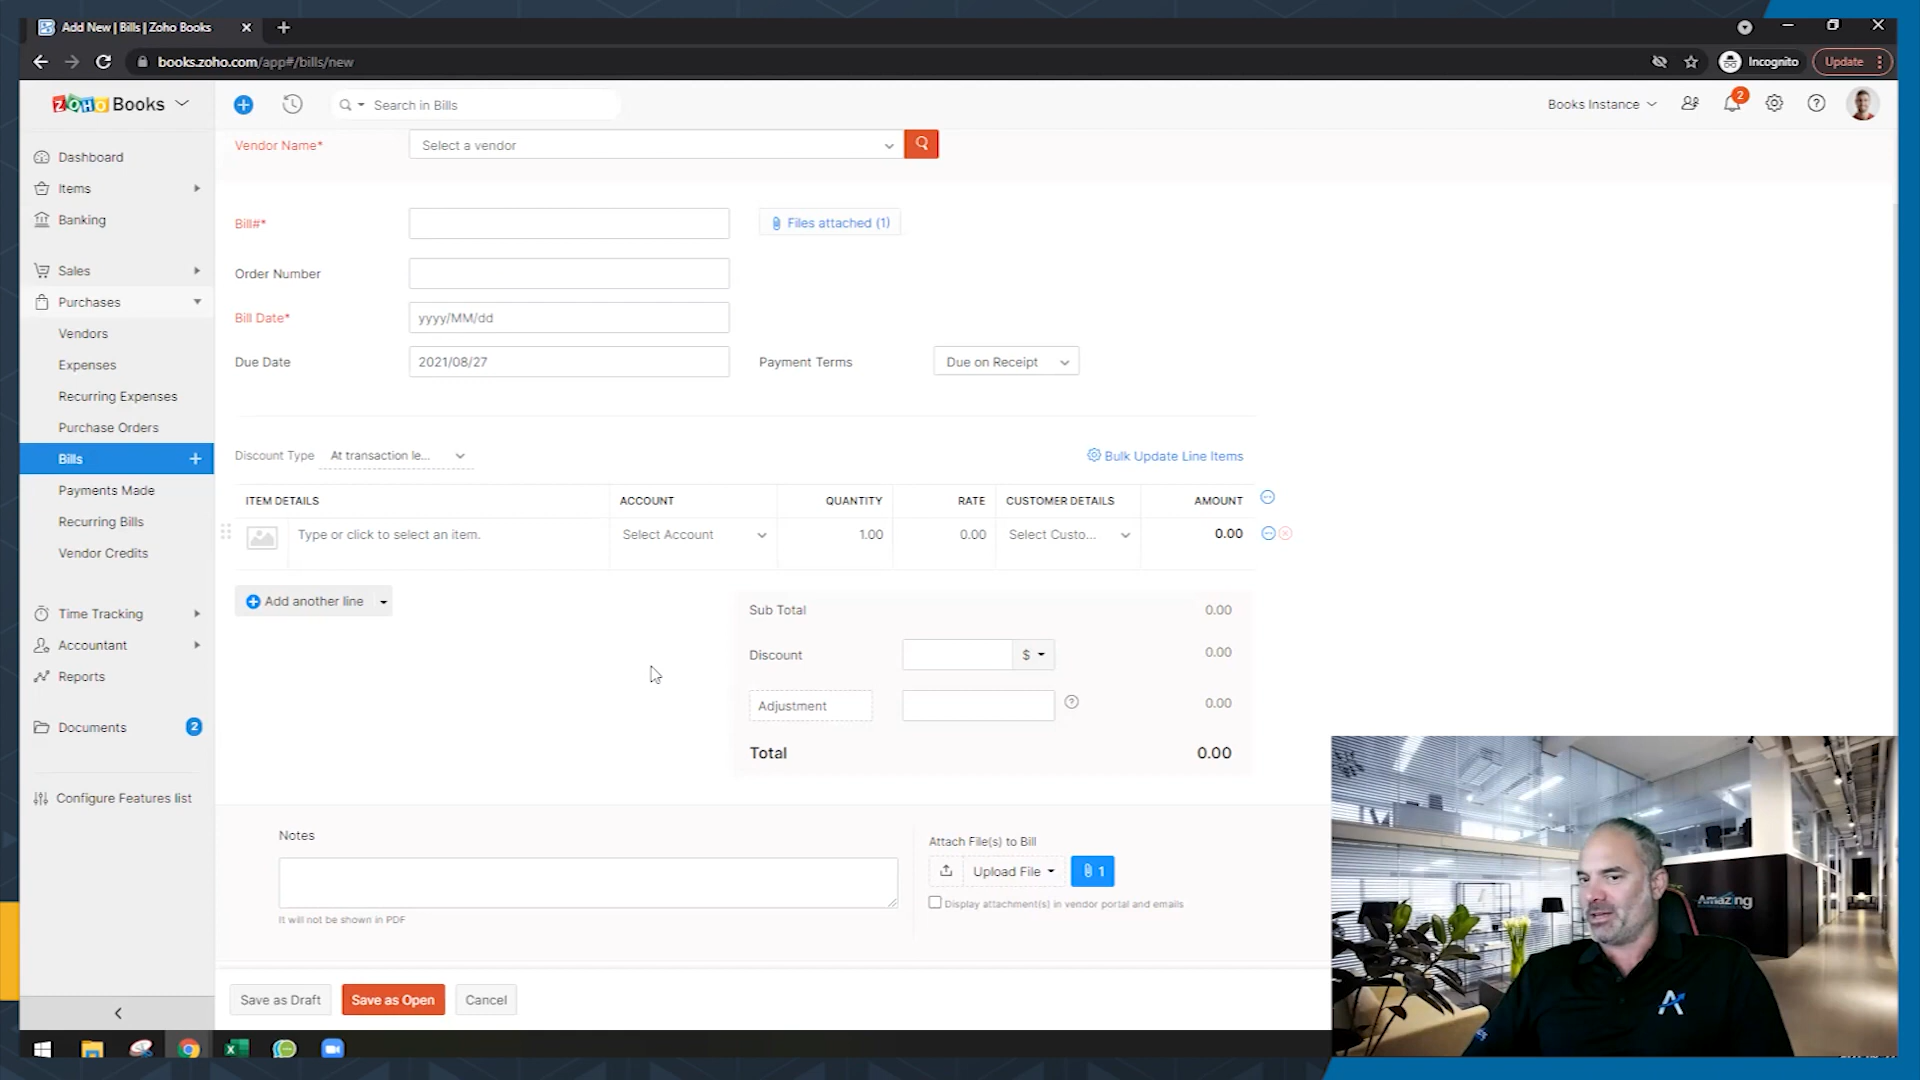 Add New | Bills | Zoho Books
books.zoho.com/app#/bills/new
Incognito
Update
ZOHO Books
Search in Bills
Books Instance
2
Dashboard
Items
Banking
Sales
Purchases
Vendors
Expenses
Recurring Expenses
Purchase Orders
Bills
Payments Made
Recurring Bills
Vendor Credits
Time Tracking
Accountant
Reports
Documents 2
Configure Features list
Vendor Name*
Select a vendor
Bill#*
Files attached (1)
Order Number
Bill Date*
yyyy/MM/dd
Due Date
2021/08/27
Payment Terms
Due on Receipt
Discount Type
At transaction le...
Bulk Update Line Items
ITEM DETAILS ACCOUNT QUANTITY RATE CUSTOMER DETAILS AMOUNT
Type or click to select an item. Select Account 1.00 0.00 Select Custo... 0.00
Add another line
Sub Total 0.00
Discount $ 0.00
Adjustment 0.00
Total 0.00
Notes
It will not be shown in PDF
Attach File(s) to Bill
Upload File
1
Display attachment(s) in vendor portal and emails
Save as Draft
Save as Open
Cancel
Amazing